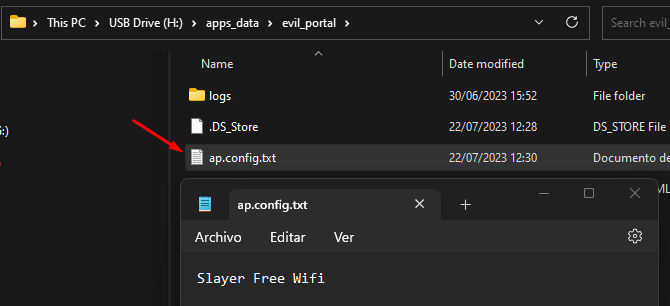 This PC > USB Drive (H:) > apps_data > evil_portal >
Search evil_
Name Date modified Type
logs 30/06/2023 15:52 File folder
.DS_Store 22/07/2023 12:28 DS_STORE File
:)
ap.config.txt 22/07/2023 12:30 Documento de
ML
ap.config.txt
Archivo Editar Ver
Slayer Free Wifi